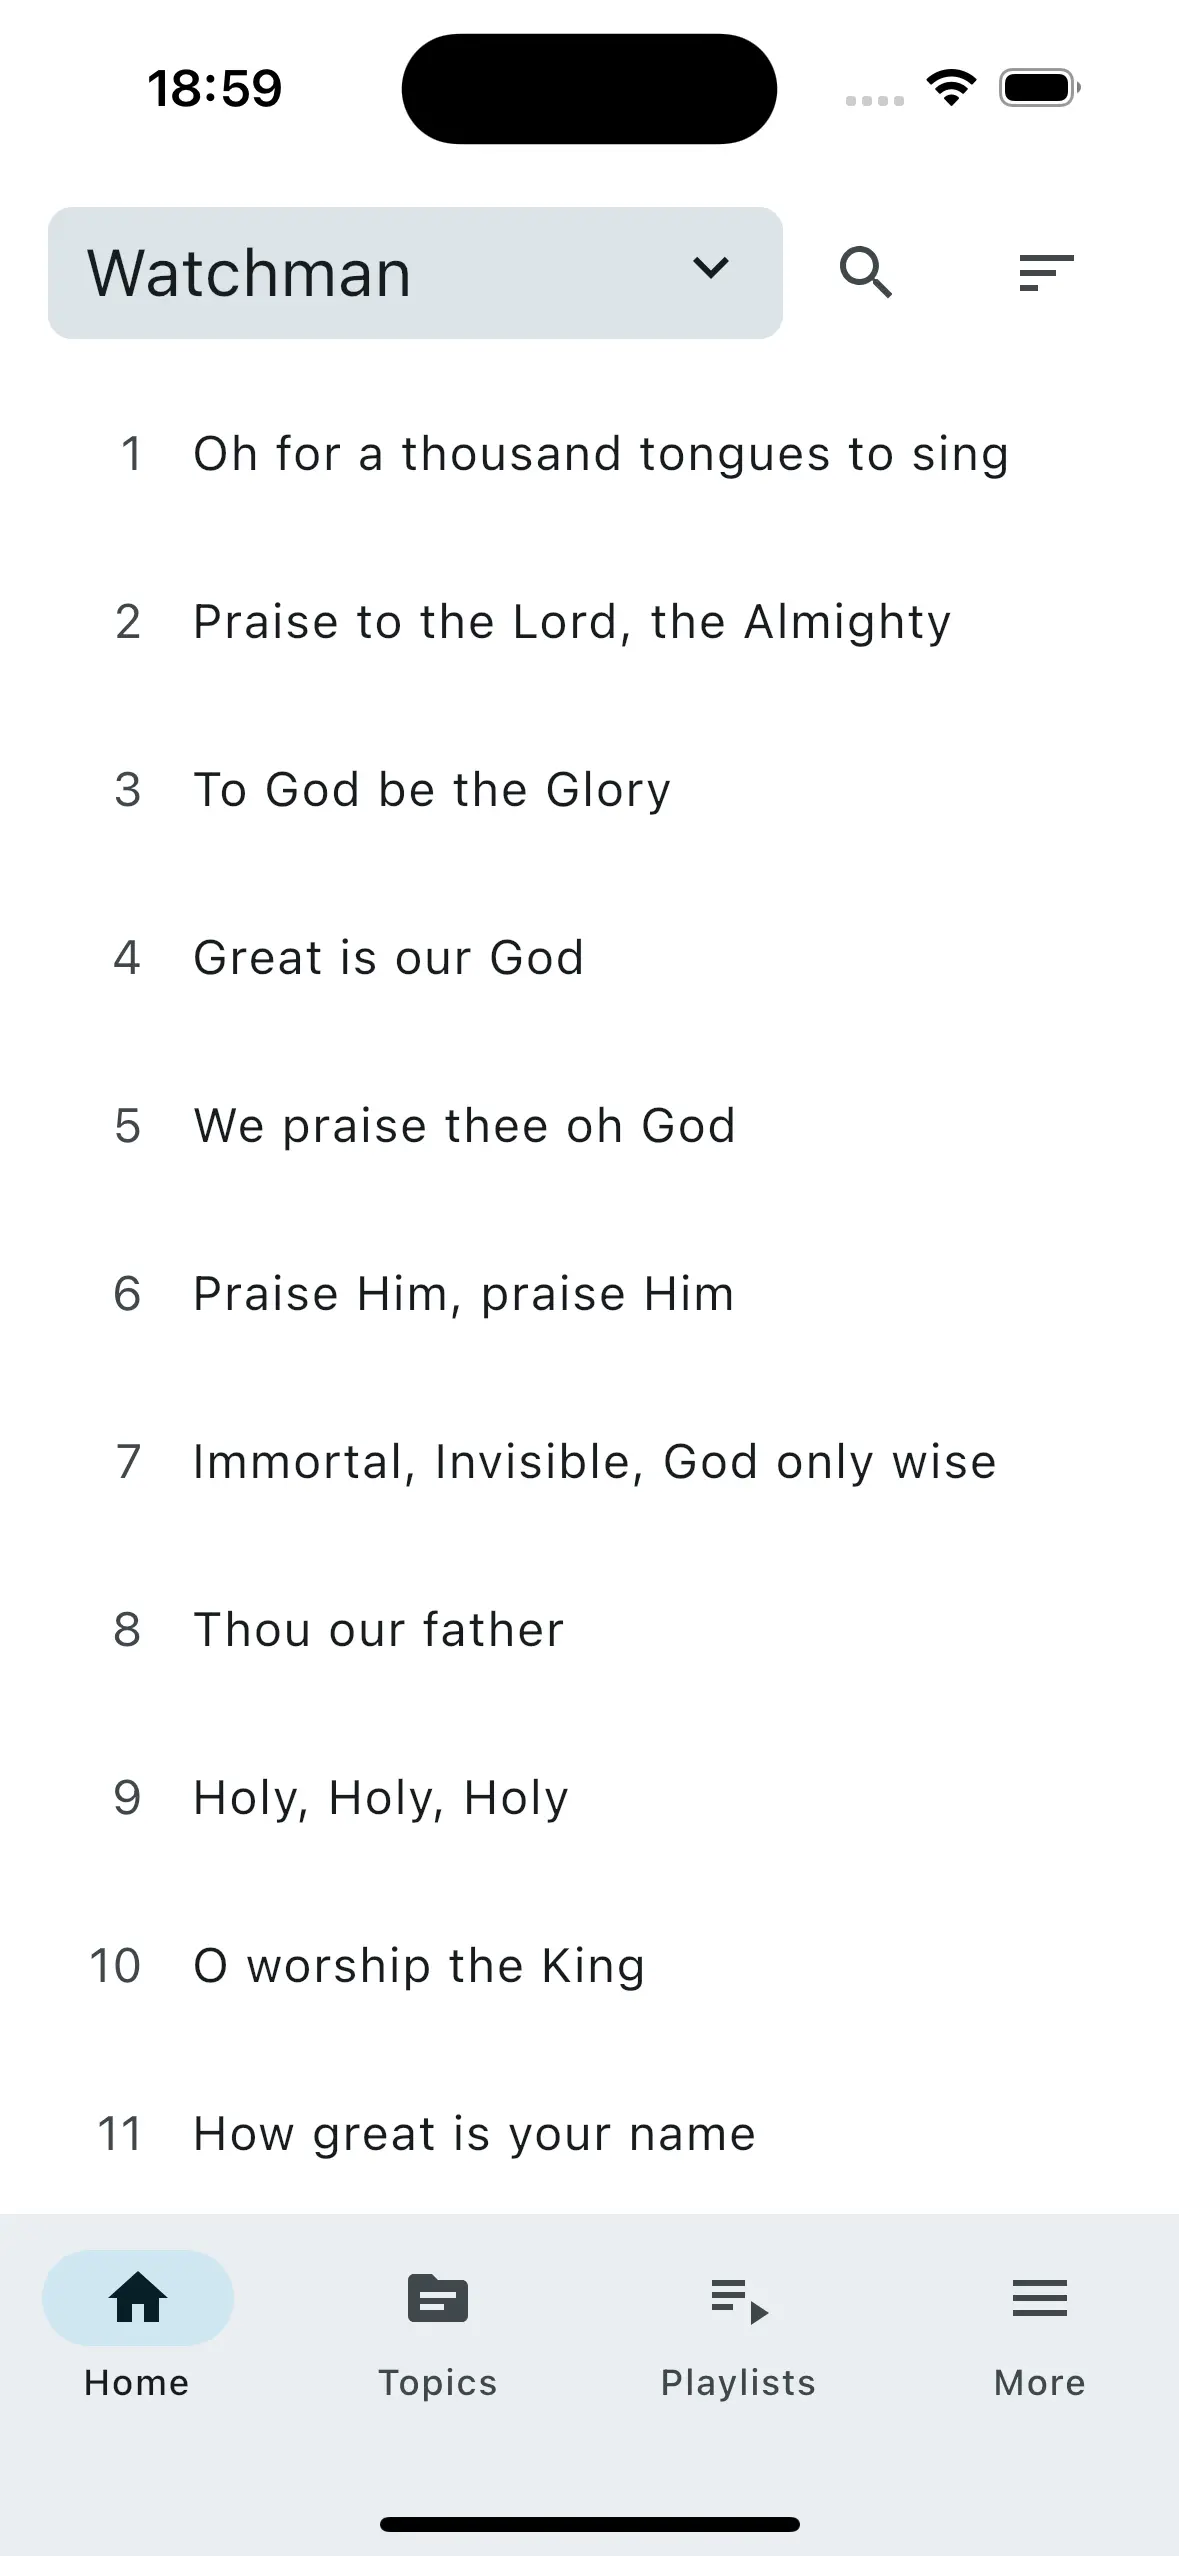 18:59
Watchman
1 Oh for a thousand tongues to sing
2 Praise to the Lord, the Almighty
3 To God be the Glory
4 Great is our God
5 We praise thee oh God
6 Praise Him, praise Him
7 Immortal, Invisible, God only wise
8 Thou our father
9 Holy, Holy, Holy
10 O worship the King
11 How great is your name
Home Topics Playlists More